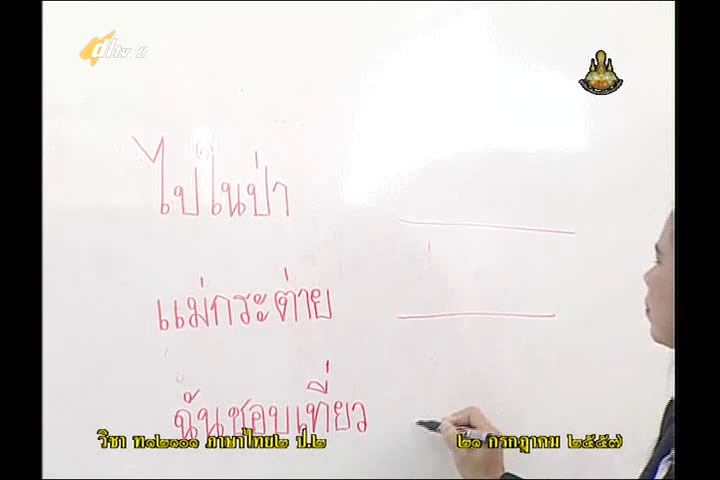 dltv 2
ไปในป่า
แม่กระต่าย
ฉันชอบเที่ยว
วิชา ท๑๒๑๐๑ ภาษาไทย๒ ป.๒
๒๑ กรกฎาคม ๒๕๕๗